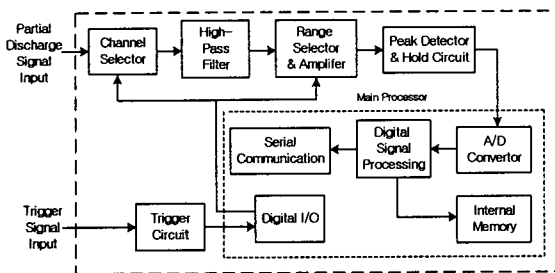 Partial
Discharge
Signal
Input
Channel
Selector
High-
Pass
Filter
Range
Selector
& Amplifer
Peak Detector
& Hold Circuit
Main Processor
Serial
Communication
Digital
Signal
Processing
A/D
Convertor
Trigger
Signal
Input
Trigger
Circuit
Digital I/O
Internal
Memory